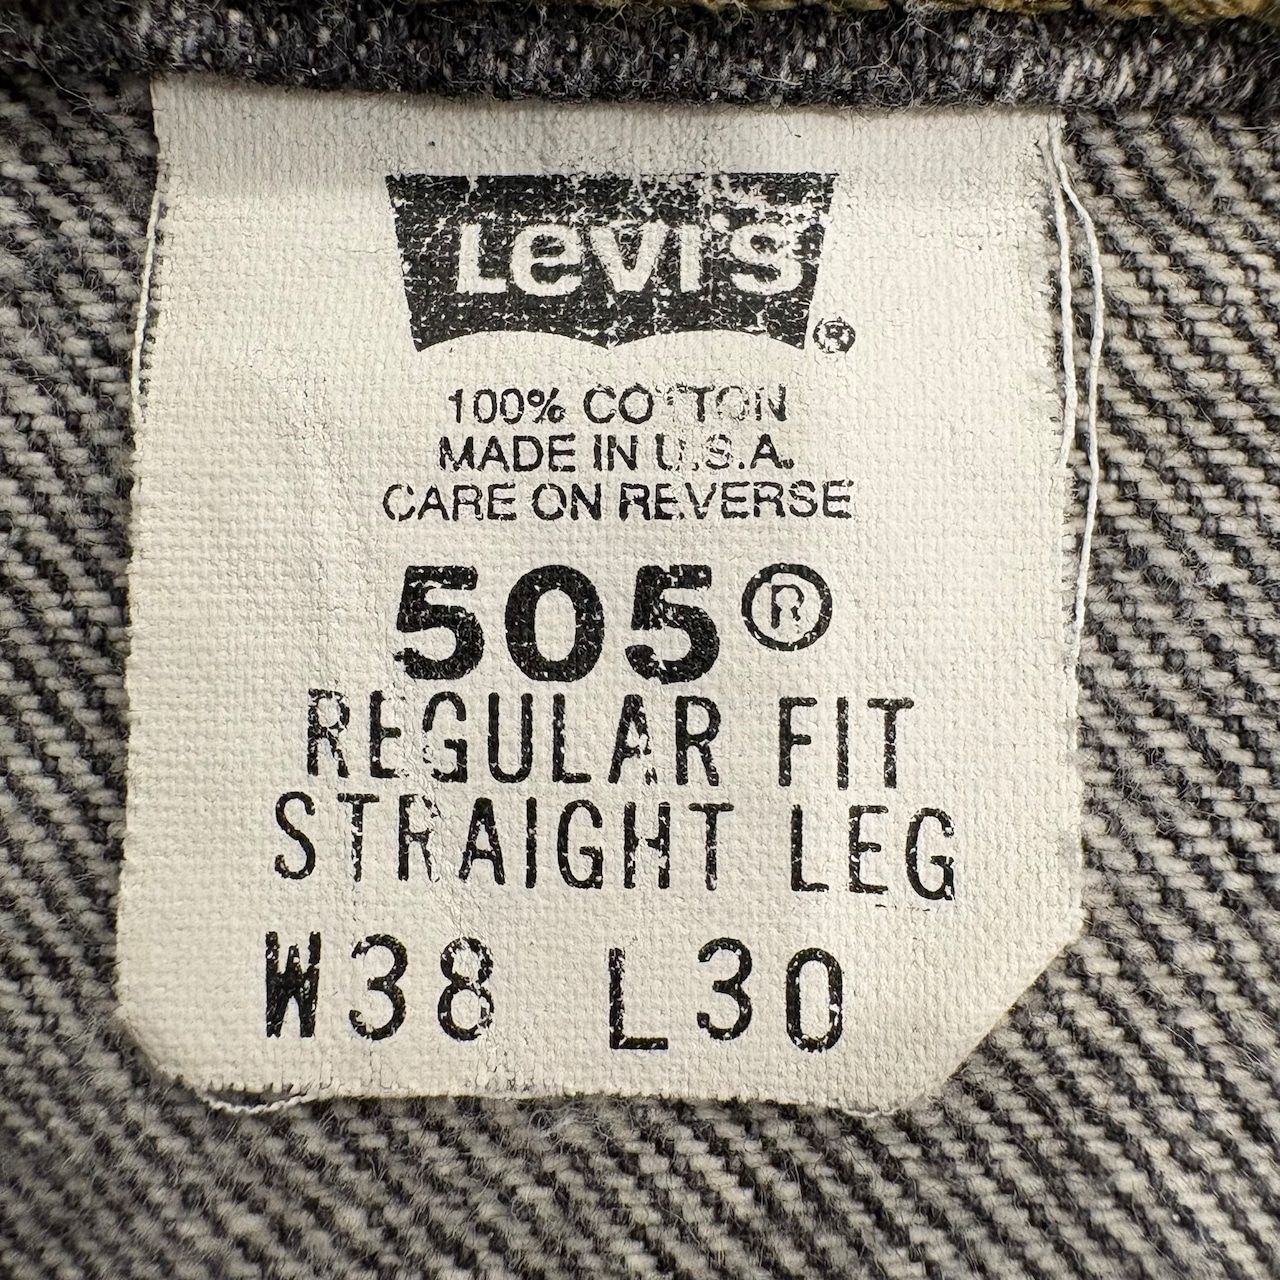 Levi's
®
100% COTTON
MADE IN U.S.A.
CARE ON REVERSE
505®
REGULAR FIT
STRAIGHT LEG
W38 L30